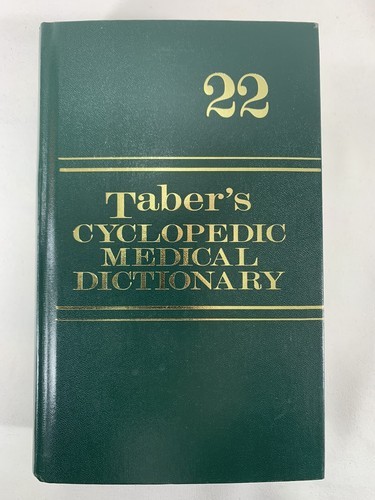 22
Taber's
CYCLOPEDIC
MEDICAL
DICTIONARY